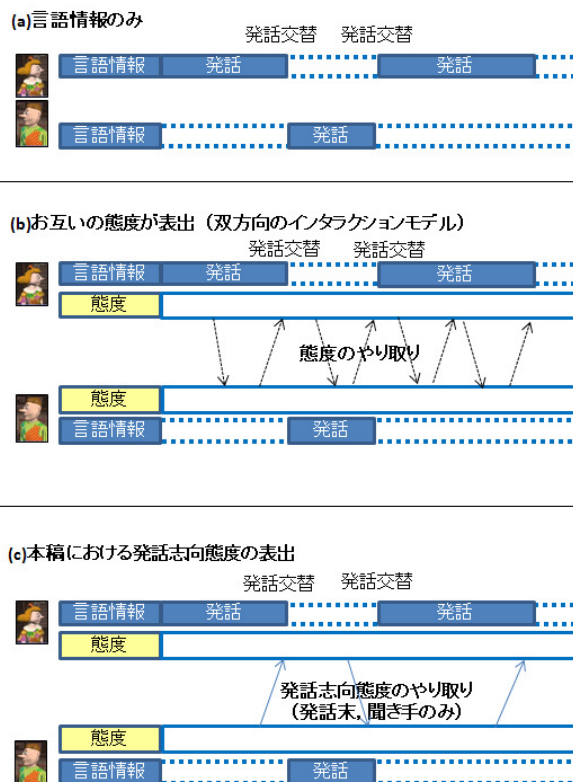 (a)言語情報のみ
発話交替 発話交替
言語情報 発話 発話
言語情報 発話
(b)お互いの態度が表出（双方向のインタラクションモデル）
発話交替 発話交替
言語情報 発話 発話
態度
態度のやり取り
態度
言語情報 発話
(c)本稿における発話志向態度の表出
発話交替 発話交替
言語情報 発話 発話
態度
発話志向態度のやり取り
（発話末，聞き手のみ）
態度
言語情報 発話